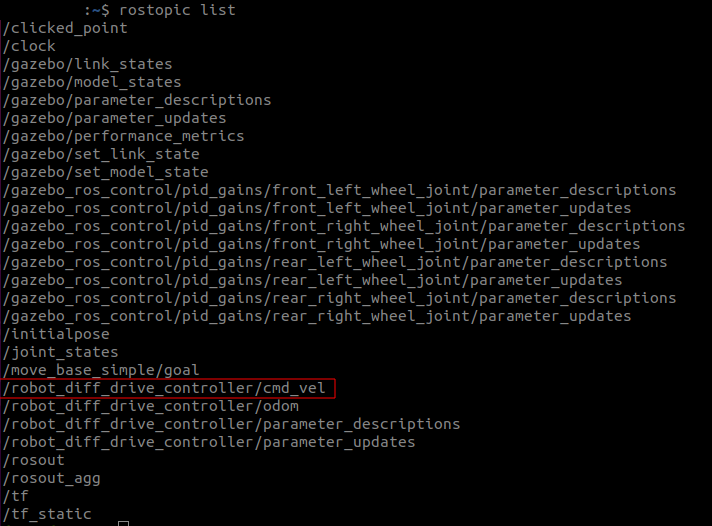 :~$ rostopic list
/clicked_point
/clock
/gazebo/link_states
/gazebo/model_states
/gazebo/parameter_descriptions
/gazebo/parameter_updates
/gazebo/performance_metrics
/gazebo/set_link_state
/gazebo/set_model_state
/gazebo_ros_control/pid_gains/front_left_wheel_joint/parameter_descriptions
/gazebo_ros_control/pid_gains/front_left_wheel_joint/parameter_updates
/gazebo_ros_control/pid_gains/front_right_wheel_joint/parameter_descriptions
/gazebo_ros_control/pid_gains/front_right_wheel_joint/parameter_updates
/gazebo_ros_control/pid_gains/rear_left_wheel_joint/parameter_descriptions
/gazebo_ros_control/pid_gains/rear_left_wheel_joint/parameter_updates
/gazebo_ros_control/pid_gains/rear_right_wheel_joint/parameter_descriptions
/gazebo_ros_control/pid_gains/rear_right_wheel_joint/parameter_updates
/initialpose
/joint_states
/move_base_simple/goal
/robot_diff_drive_controller/cmd_vel
/robot_diff_drive_controller/odom
/robot_diff_drive_controller/parameter_descriptions
/robot_diff_drive_controller/parameter_updates
/rosout
/rosout_agg
/tf
/tf_static